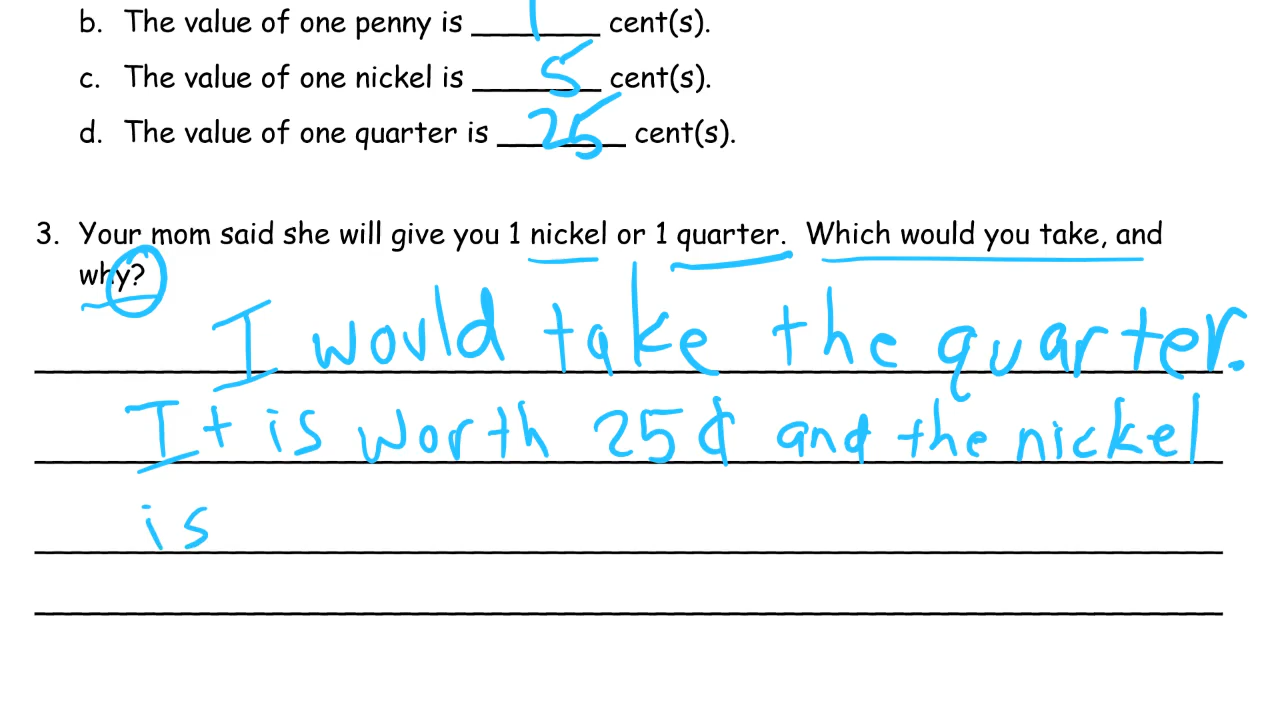 b. The value of one penny is 1 cent(s).
c. The value of one nickel is 5 cent(s).
d. The value of one quarter is 25 cent(s).
3. Your mom said she will give you 1 nickel or 1 quarter. Which would you take, and
why?
I would take the quarter.
It is worth 25¢ and the nickel
is